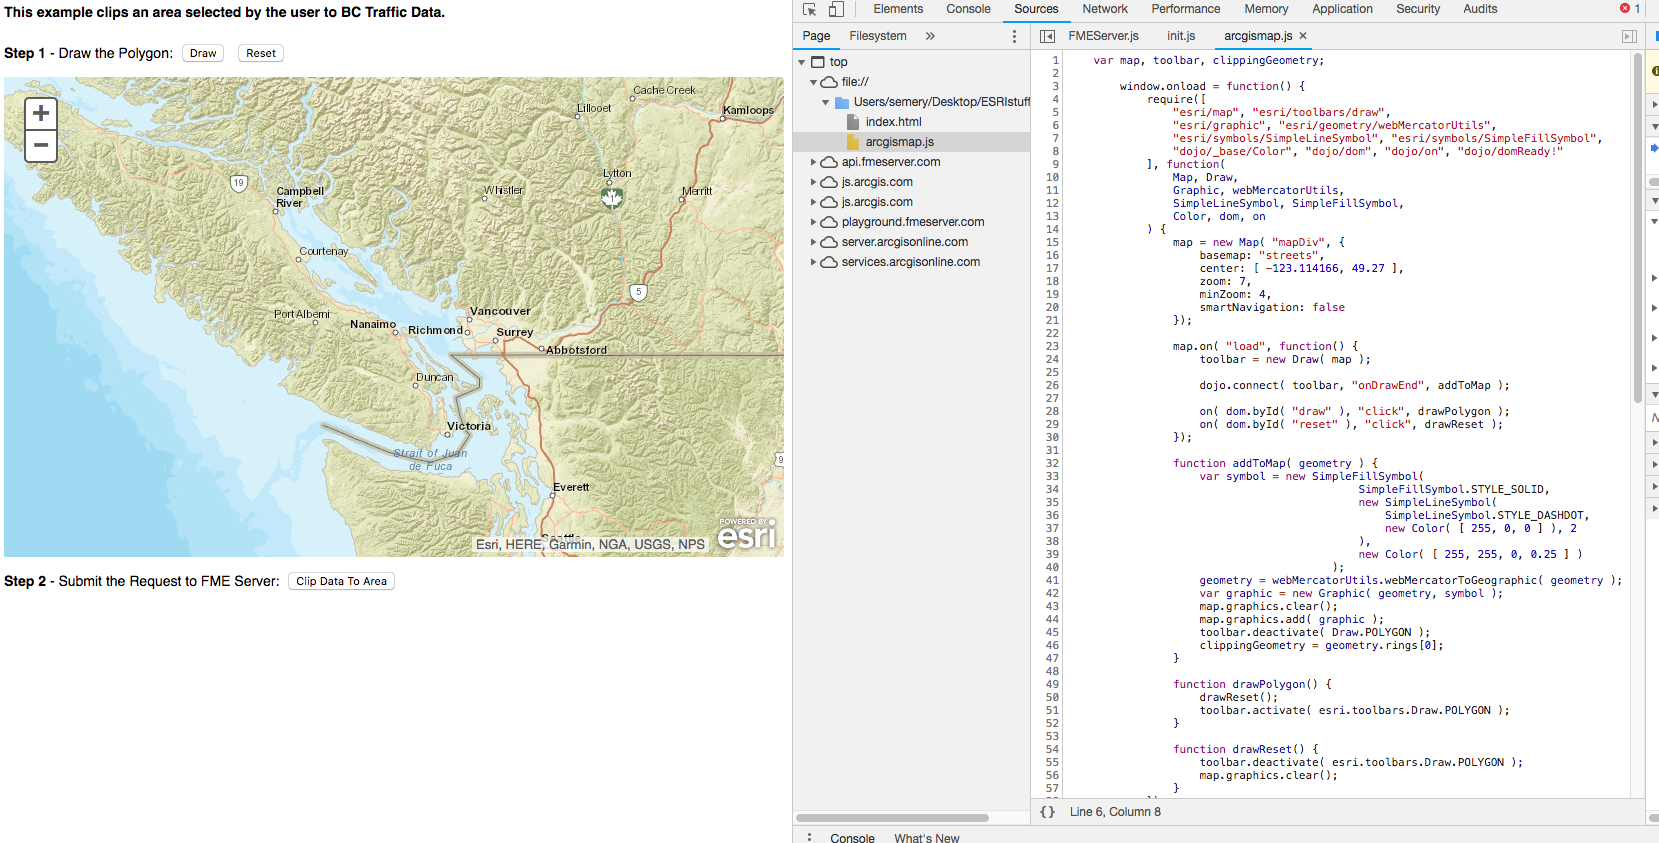 This example clips an area selected by the user to BC Traffic Data.
Step 1 - Draw the Polygon: Draw Reset
+
−
Cache Creek
Lillooet
Kamloops
Lytton
19
Campbell
River
Whistler
1
Merritt
Courtenay
5
Port Alberni
Nanaimo
Vancouver
Richmond
Surrey
Abbotsford
Duncan
Victoria
Strait of Juan
de Fuca
9
Everett
Seattle
POWERED BY
esri
Esri, HERE, Garmin, NGA, USGS, NPS
Step 2 - Submit the Request to FME Server: Clip Data To Area
Elements Console Sources Network Performance Memory Application Security Audits 1
Page Filesystem »
top
file://
Users/semery/Desktop/ESRIstuff
index.html
arcgismap.js
api.fmeserver.com
js.arcgis.com
js.arcgis.com
playground.fmeserver.com
server.arcgisonline.com
services.arcgisonline.com
FMEServer.js init.js arcgismap.js ×
1 var map, toolbar, clippingGeometry;
2
3 window.onload = function() {
4 require([
5 "esri/map", "esri/toolbars/draw",
6 "esri/graphic", "esri/geometry/webMercatorUtils",
7 "esri/symbols/SimpleLineSymbol", "esri/symbols/SimpleFillSymbol",
8 "dojo/_base/Color", "dojo/dom", "dojo/on", "dojo/domReady!"
9 ], function(
10 Map, Draw,
11 Graphic, webMercatorUtils,
12 SimpleLineSymbol, SimpleFillSymbol,
13 Color, dom, on
14 ) {
15 map = new Map( "mapDiv", {
16 basemap: "streets",
17 center: [ -123.114166, 49.27 ],
18 zoom: 7,
19 minZoom: 4,
20 smartNavigation: false
21 });
22
23 map.on( "load", function() {
24 toolbar = new Draw( map );
25
26 dojo.connect( toolbar, "onDrawEnd", addToMap );
27
28 on( dom.byId( "draw" ), "click", drawPolygon );
29 on( dom.byId( "reset" ), "click", drawReset );
30 });
31
32 function addToMap( geometry ) {
33 var symbol = new SimpleFillSymbol(
34 SimpleFillSymbol.STYLE_SOLID,
35 new SimpleLineSymbol(
36 SimpleLineSymbol.STYLE_DASHDOT,
37 new Color( [ 255, 0, 0 ] ), 2
38 ),
39 new Color( [ 255, 255, 0, 0.25 ] )
40 );
41 geometry = webMercatorUtils.webMercatorToGeographic( geometry );
42 var graphic = new Graphic( geometry, symbol );
43 map.graphics.clear();
44 map.graphics.add( graphic );
45 toolbar.deactivate( Draw.POLYGON );
46 clippingGeometry = geometry.rings[0];
47 }
48
49 function drawPolygon() {
50 drawReset();
51 toolbar.activate( esri.toolbars.Draw.POLYGON );
52 }
53
54 function drawReset() {
55 toolbar.deactivate( esri.toolbars.Draw.POLYGON );
56 map.graphics.clear();
57 }
{} Line 6, Column 8
Console What's New